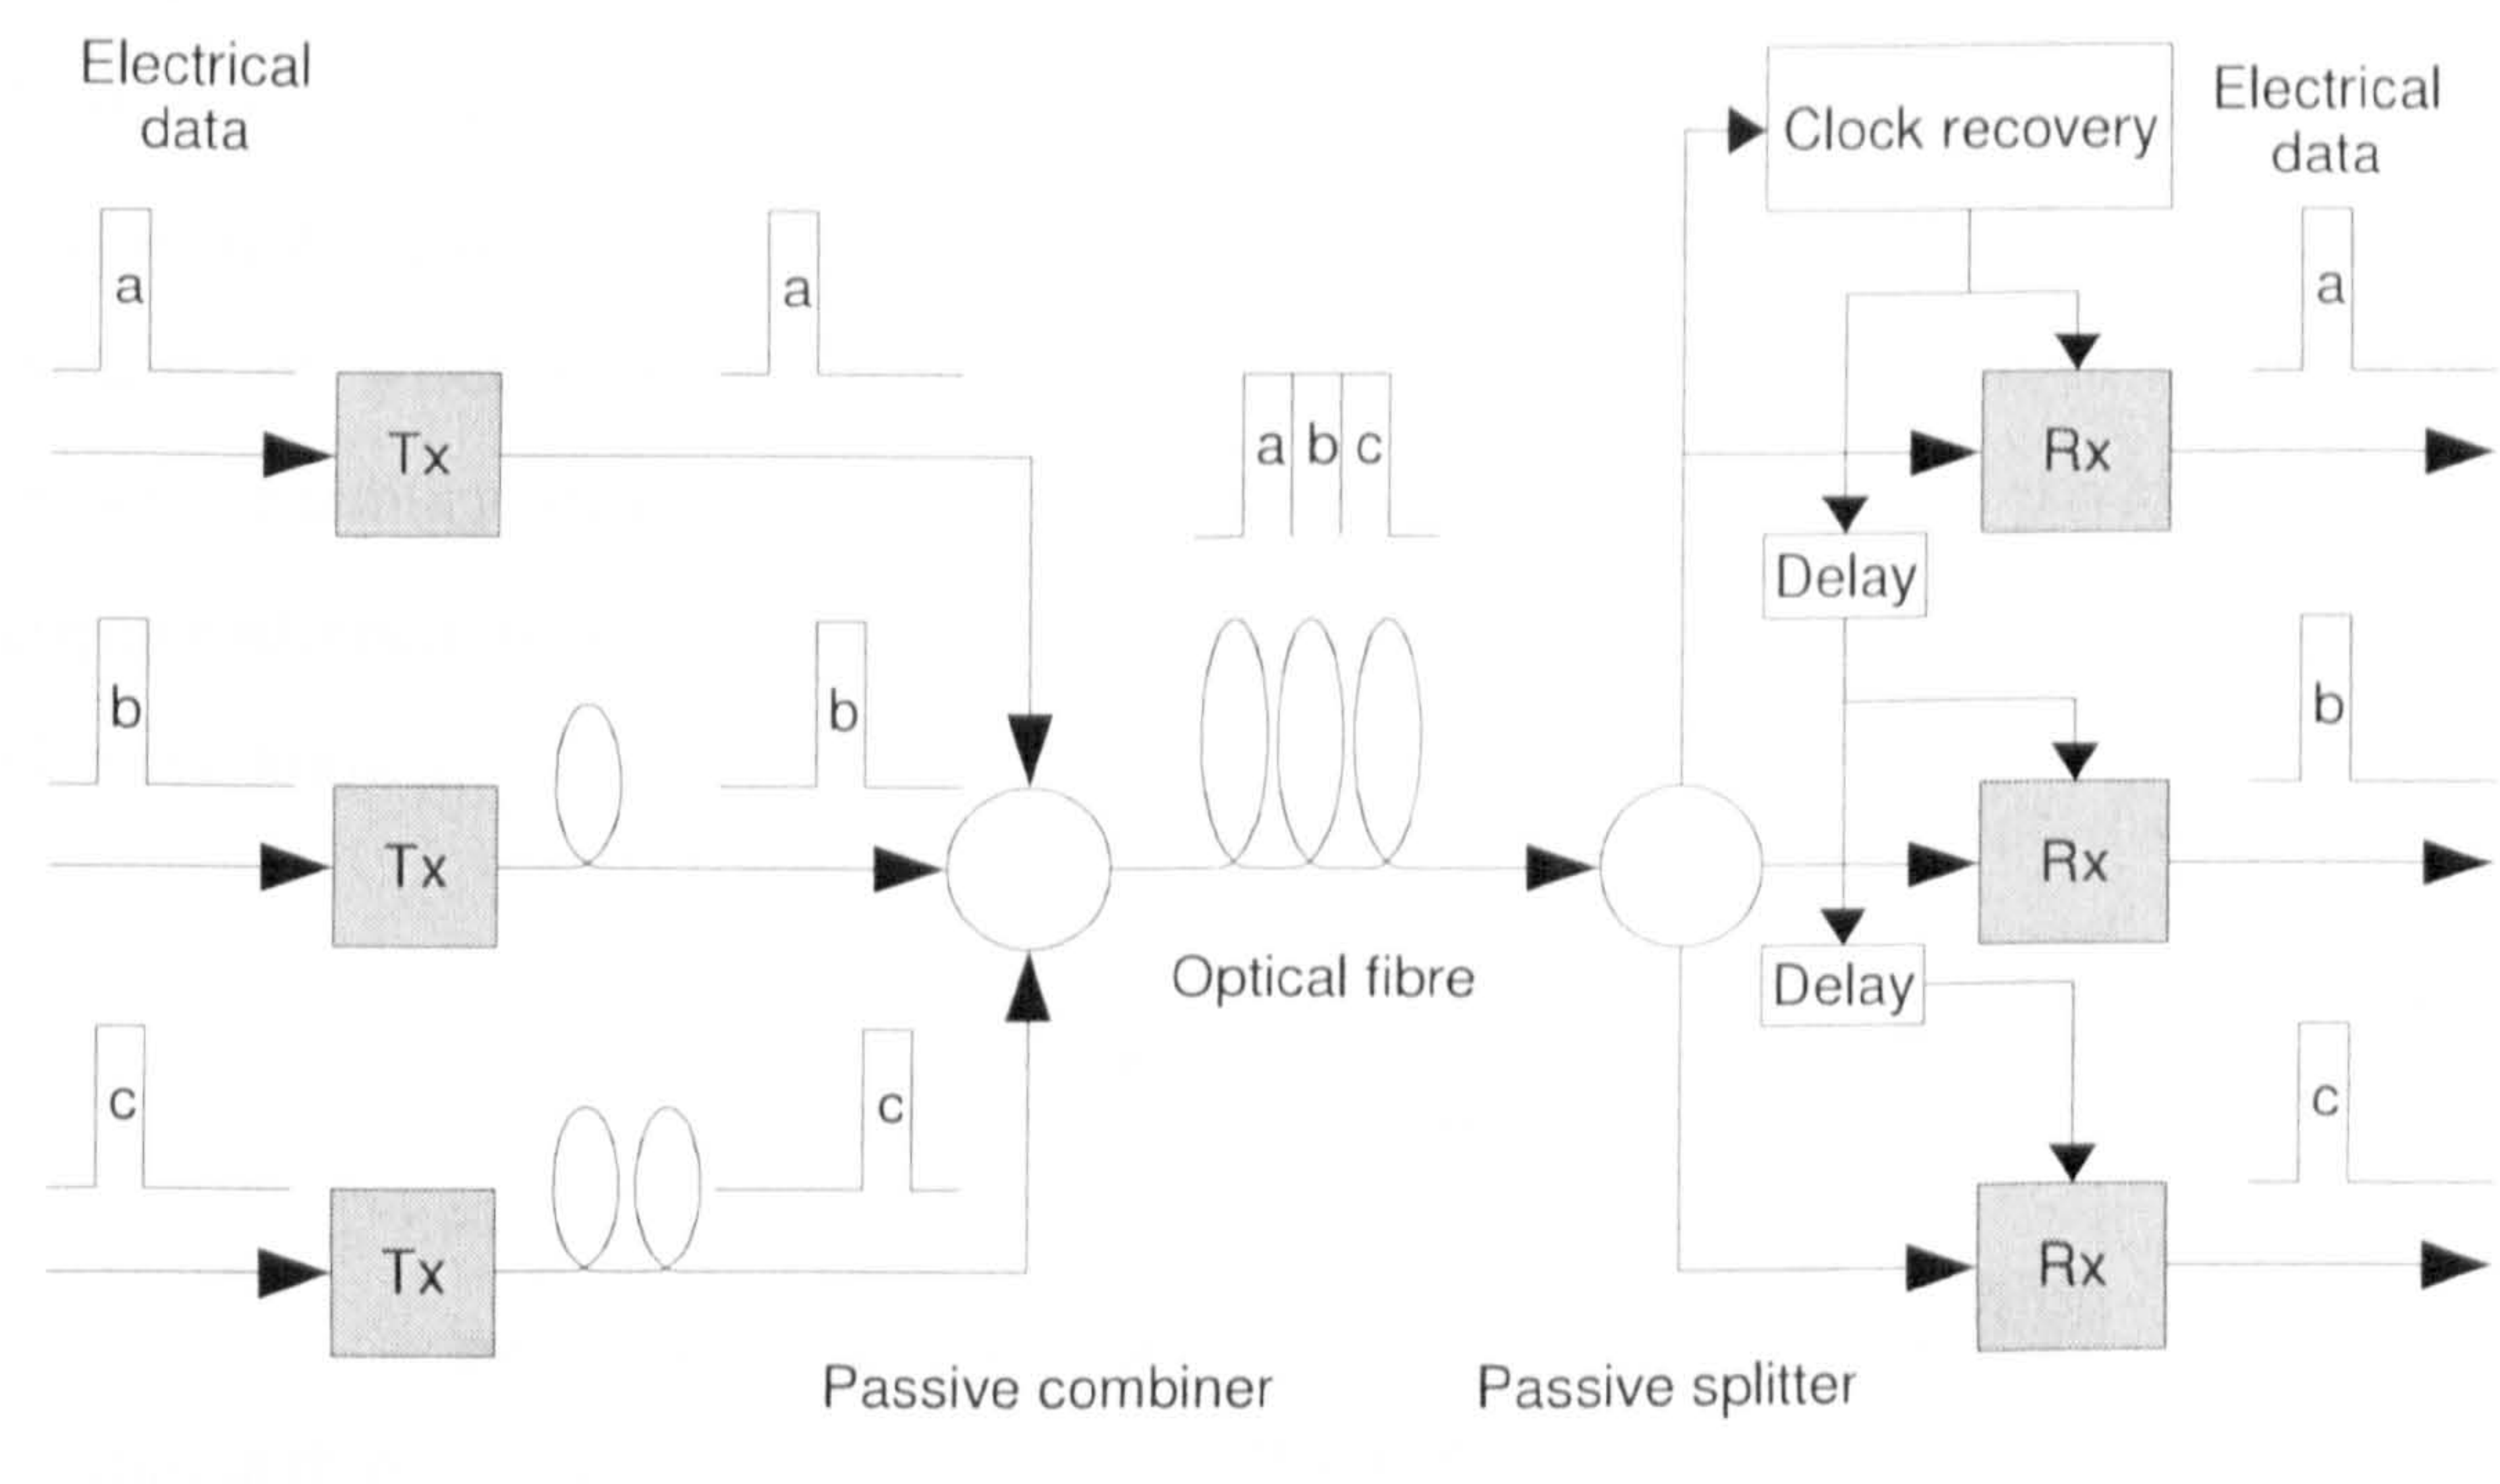 Electrical
data
Clock recovery
Electrical
data
a
a
a
a b c
Tx
Rx
Delay
b
b
b
Tx
Rx
Optical fibre
Delay
c
c
c
Tx
Rx
Passive combiner
Passive splitter